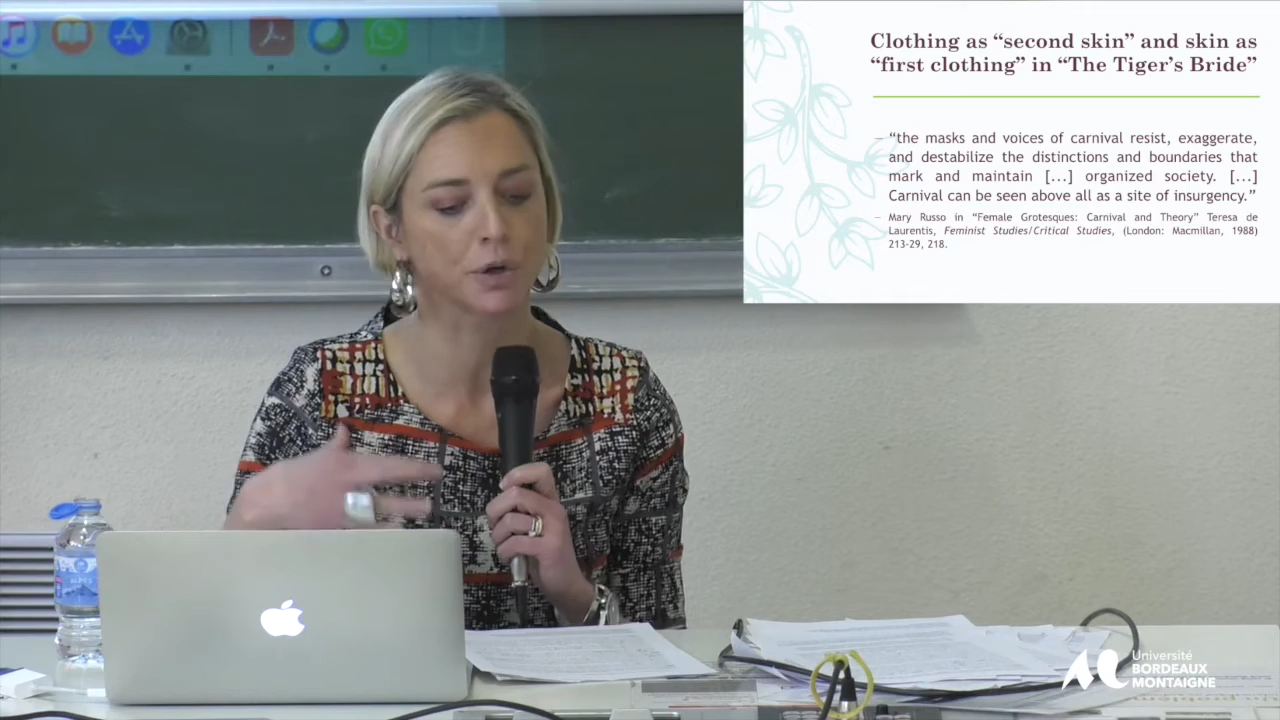 Clothing as “second skin” and skin as
“first clothing” in “The Tiger’s Bride”
– “the masks and voices of carnival resist, exaggerate,
and destabilize the distinctions and boundaries that
mark and maintain [...] organized society. [...]
Carnival can be seen above all as a site of insurgency.”
– Mary Russo in “Female Grotesques: Carnival and Theory” Teresa de
Laurentis, Feminist Studies/Critical Studies, (London: Macmillan, 1988)
213-29, 218.
Université
BORDEAUX
MONTAIGNE